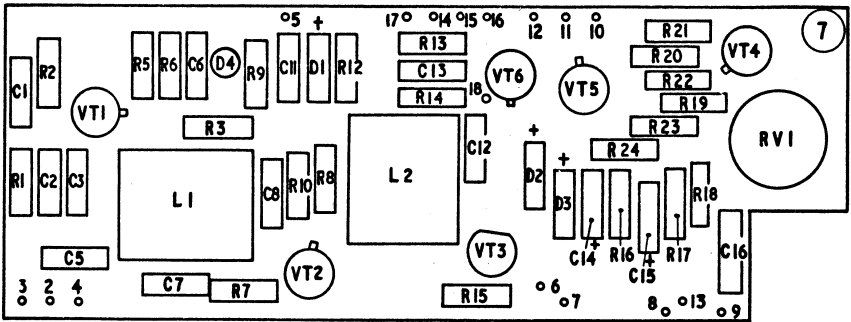 5 + 17 14 15 16 12 11 10 R21 7
R2 R5 R6 C6 D4 R9 C11 D1 R12 R13 R20 VT4
C1 C13 VT6 VT5 R22
R14 18 R19
VT1 R3 R23 RV1
R1 C2 C3 L1 C8 R10 R8 L2 C12 + D2 + D3 R24 R18
C5 VT2 VT3 C14 + R16 C15 + R17 C16
3 2 4 C7 R7 R15 6 7 8 13 9